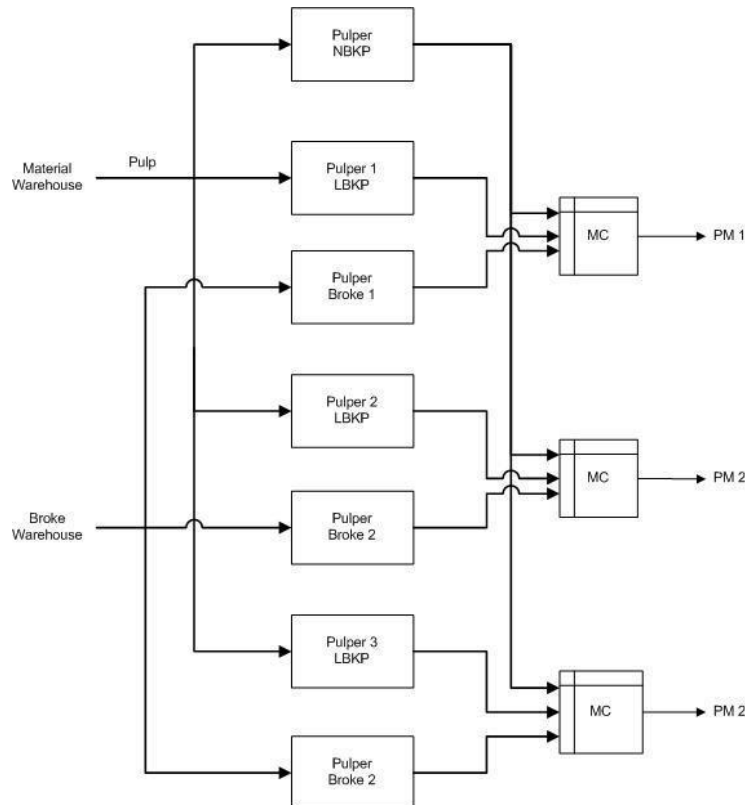 Pulper
NBKP
Material
Warehouse
Pulp
Pulper 1
LBKP
MC
PM 1
Pulper
Broke 1
Pulper 2
LBKP
MC
PM 2
Broke
Warehouse
Pulper
Broke 2
Pulper 3
LBKP
MC
PM 2
Pulper
Broke 2